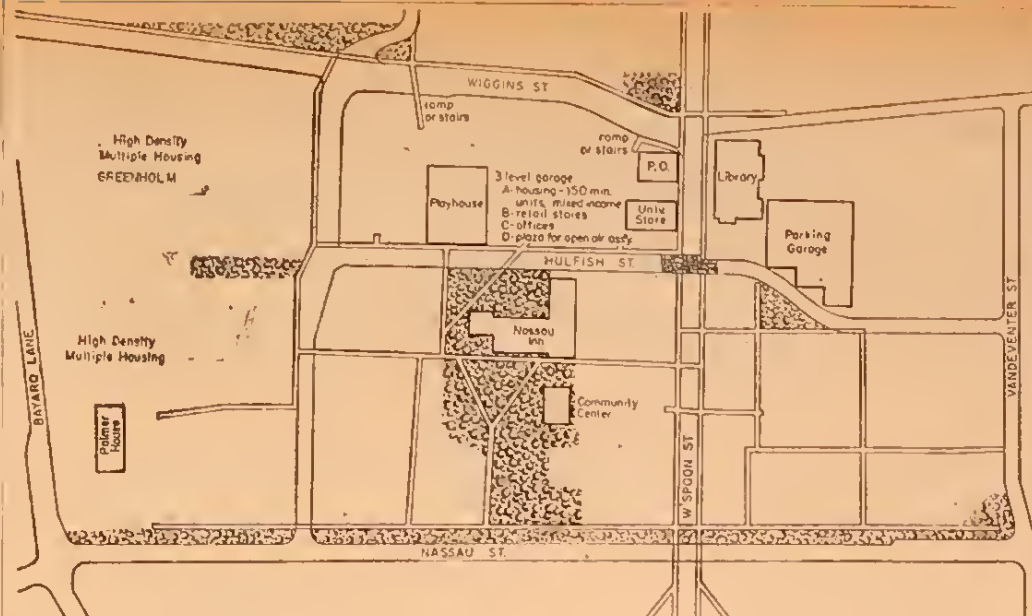 WIGGINS ST
ramp
or stairs
High Density
Multiple Housing
GREENHOLM
ramp
or stairs
P.O.
Library
Playhouse
3 level garage
A-housing-150 min.
units, mixed income
B-retail stores
C-offices
D-plaza for open air assy.
Univ.
Store
Parking
Garage
HULFISH ST.
Nassau
Inn
High Density
Multiple Housing
BAYARD LANE
VANDEVENTER ST
Palmer
House
Community
Center
W'SPOON ST
NASSAU ST.